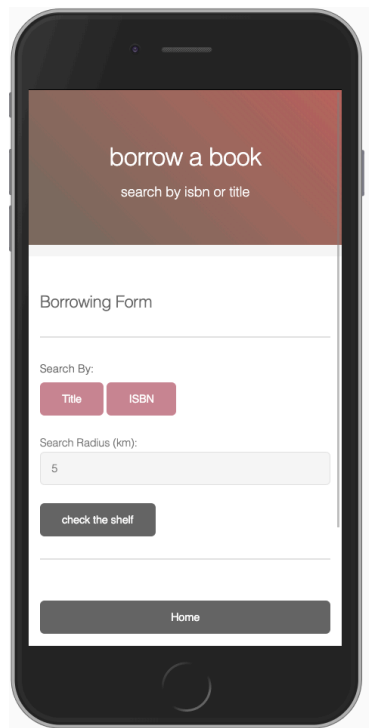 borrow a book
search by isbn or title
Borrowing Form
Search By:
Title ISBN
Search Radius (km):
5
check the shelf
Home